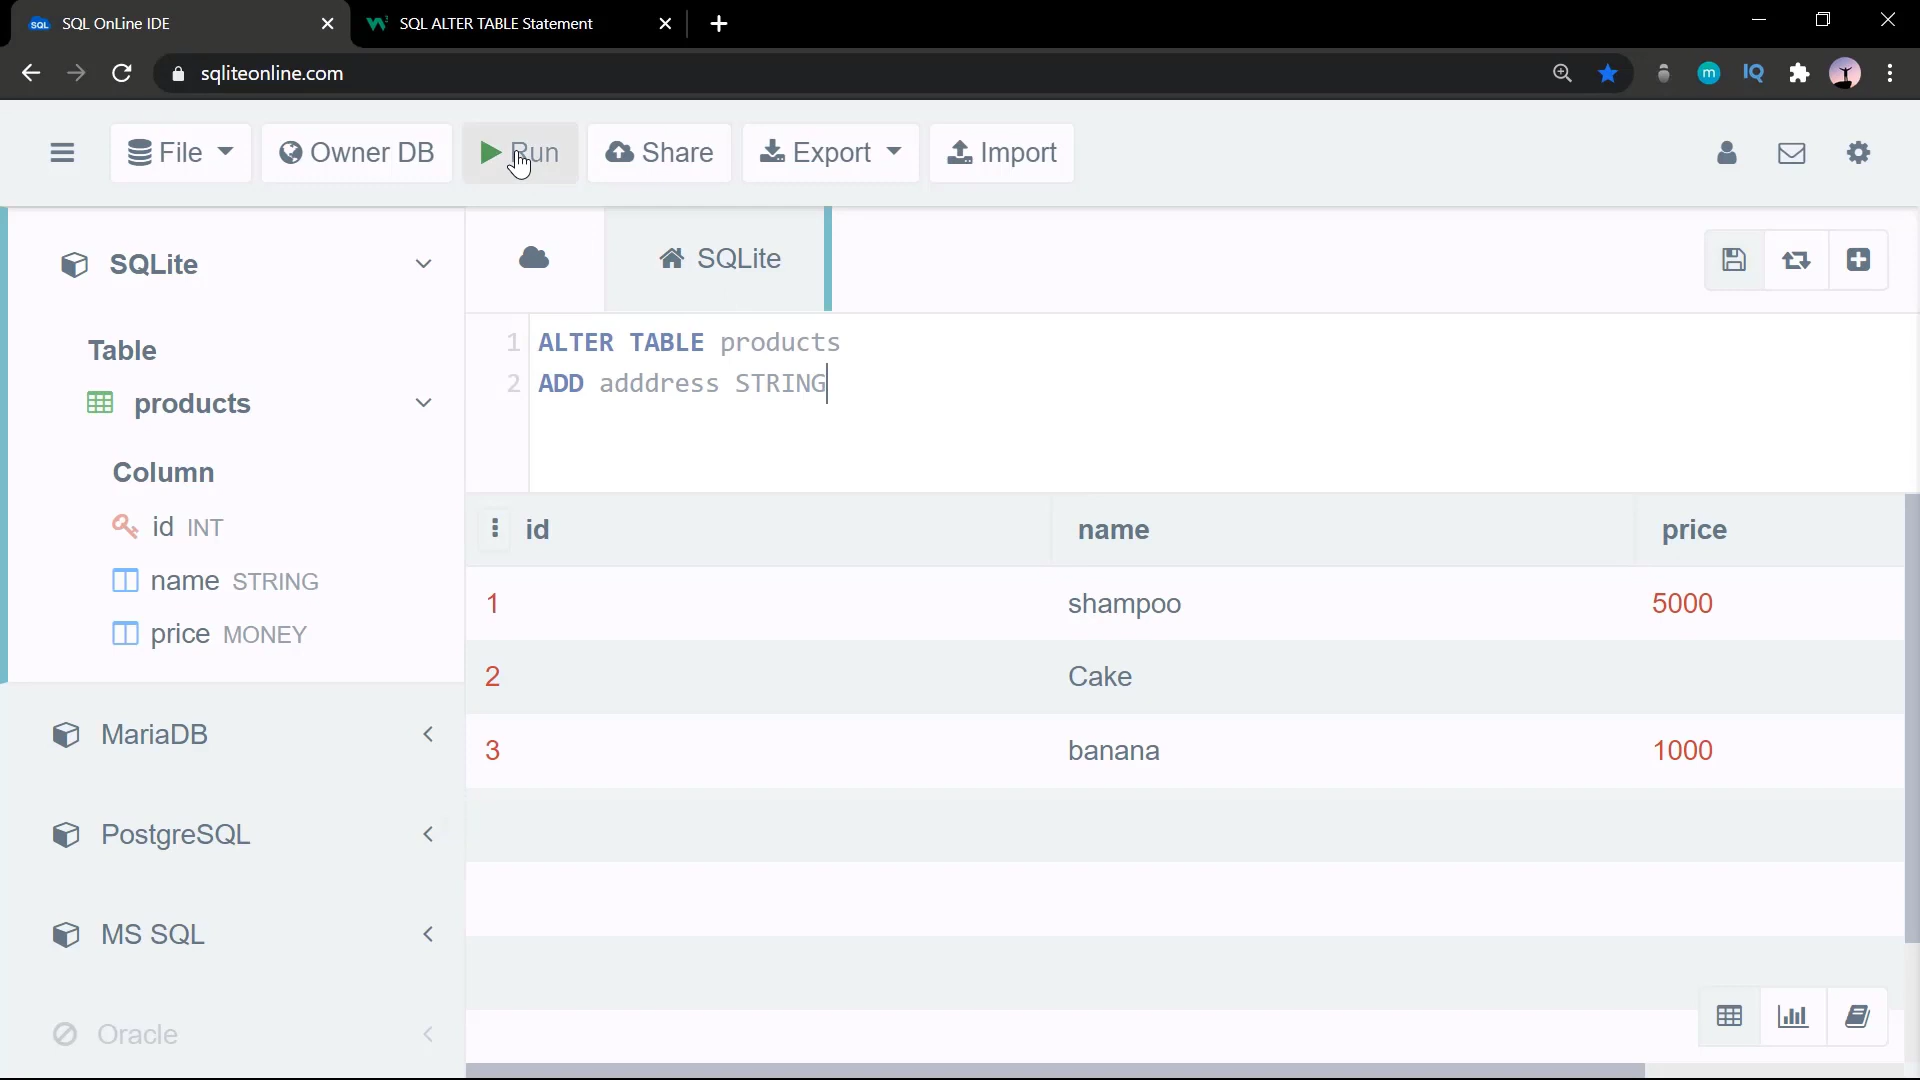 SQL OnLine IDE
SQL ALTER TABLE Statement
sqliteonline.com
m
IQ
File
Owner DB
Run
Share
Export
Import
SQLite
Table
products
Column
id INT
name STRING
price MONEY
MariaDB
PostgreSQL
MS SQL
Oracle
SQLite
1 ALTER TABLE products
2 ADD adddress STRING
id name price
1 shampoo 5000
2 Cake
3 banana 1000